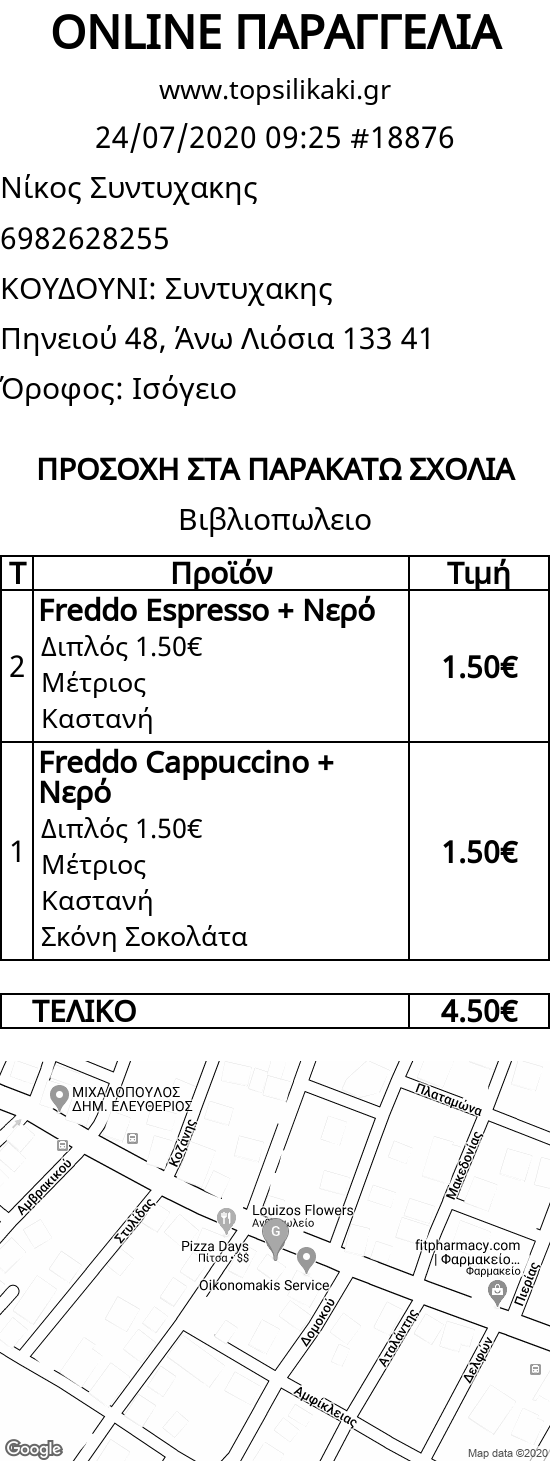 ONLINE ΠΑΡΑΓΓΕΛΙΑ
www.topsilikaki.gr
24/07/2020 09:25 #18876
Νίκος Συντυχακης
6982628255
ΚΟΥΔΟΥΝΙ: Συντυχακης
Πηνειού 48, Άνω Λιόσια 133 41
Όροφος: Ισόγειο
ΠΡΟΣΟΧΗ ΣΤΑ ΠΑΡΑΚΑΤΩ ΣΧΟΛΙΑ
Βιβλιοπωλειο
Τ Προϊόν Τιμή
2 Freddo Espresso + Νερό 1.50€
Διπλός 1.50€
Μέτριος
Καστανή
1 Freddo Cappuccino + Νερό 1.50€
Διπλός 1.50€
Μέτριος
Καστανή
Σκόνη Σοκολάτα
ΤΕΛΙΚΟ 4.50€
ΜΙΧΑΛΟΠΟΥΛΟΣ
ΔΗΜ. ΕΛΕΥΘΕΡΙΟΣ
Πλαταμώνα
Κοζάνης
Μακεδονίας
Αμβρακικού
Στυλίδας
Louizos Flowers
G
Pizza Days
Πίτσα · $$
fitpharmacy.com
| Φαρμακείο...
Φαρμακείο
Oikonomakis Service
Πιερίας
Δομοκού
Αταλάντης
Δελφών
Αμφίκλειας
Google
Map data ©2020